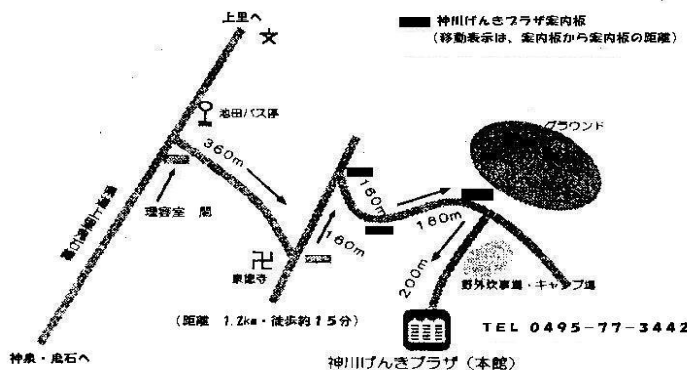 上里へ
神川げんきプラザ案内板
(移動表示は、案内板から案内板の距離)
池田バス停
グラウンド
360m
160m
理容室 関
160m
180m
200m
野外炊事場・キャンプ場
(距離 1.2km・徒歩約15分)
TEL 0495-77-3442
神泉・鬼石へ
神川げんきプラザ(本館)